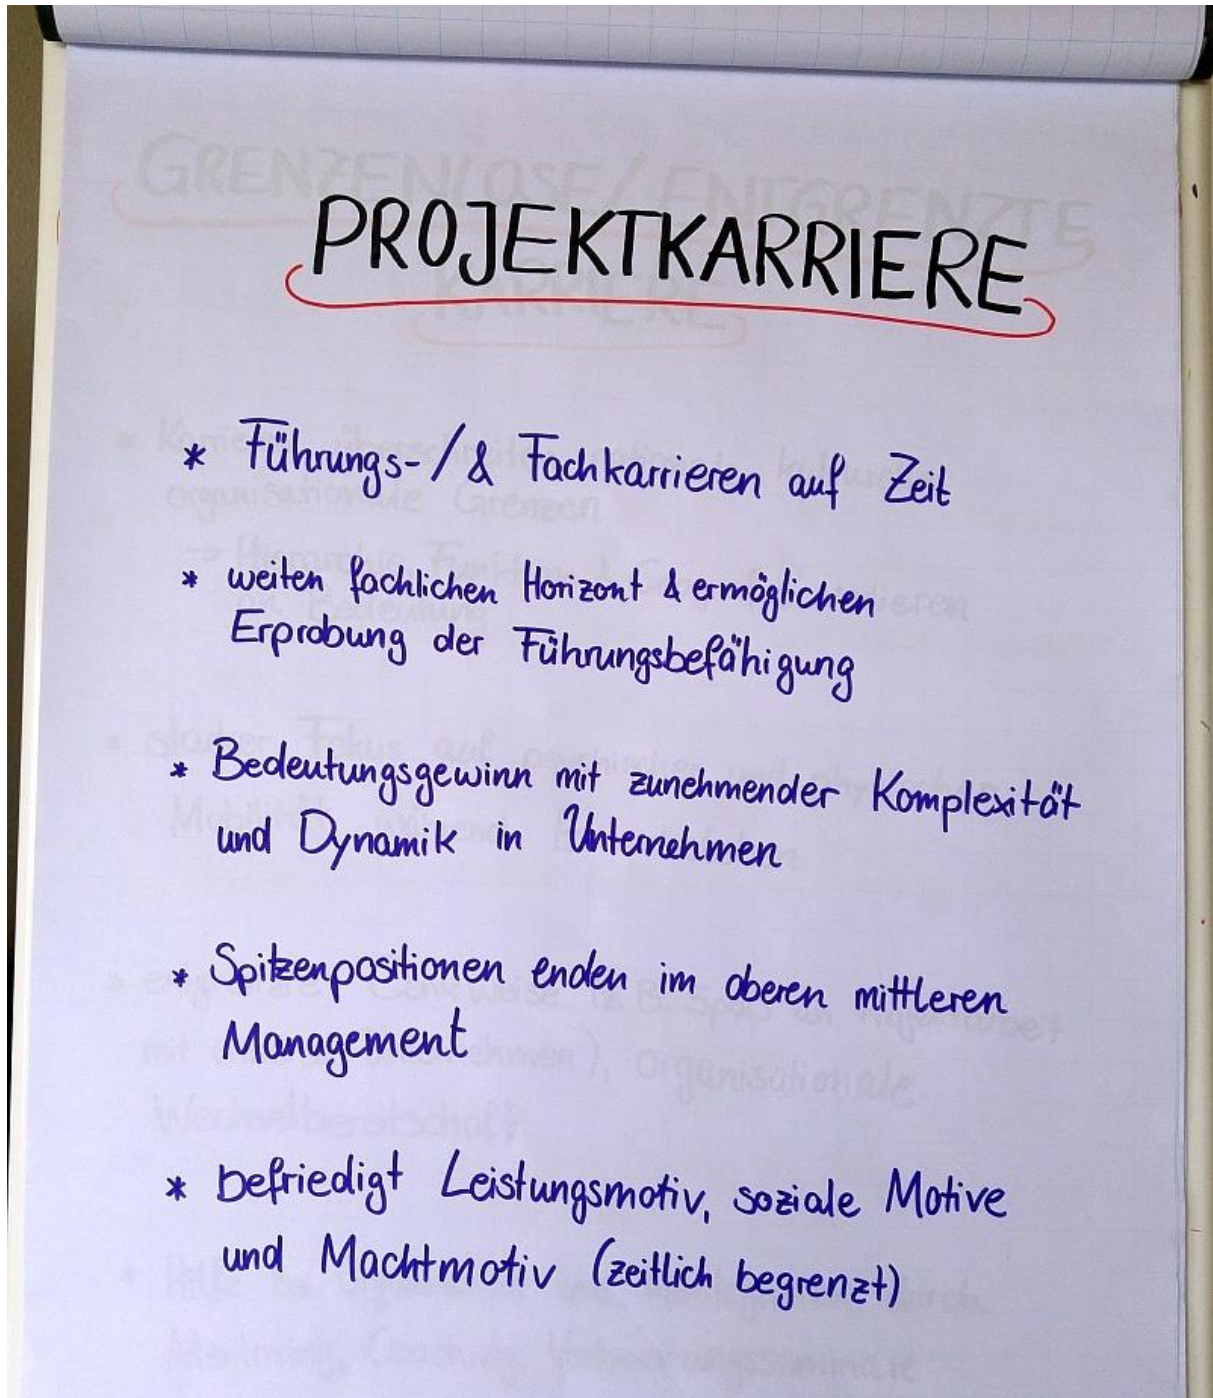 PROJEKTKARRIERE
* Führungs-/& Fachkarrieren auf Zeit
* weiten fachlichen Horizont & ermöglichen
Erprobung der Führungsbefähigung
* Bedeutungsgewinn mit zunehmender Komplexität
und Dynamik in Unternehmen
* Spitzenpositionen enden im oberen mittleren
Management
* befriedigt Leistungsmotiv, soziale Motive
und Machtmotiv (zeitlich begrenzt)